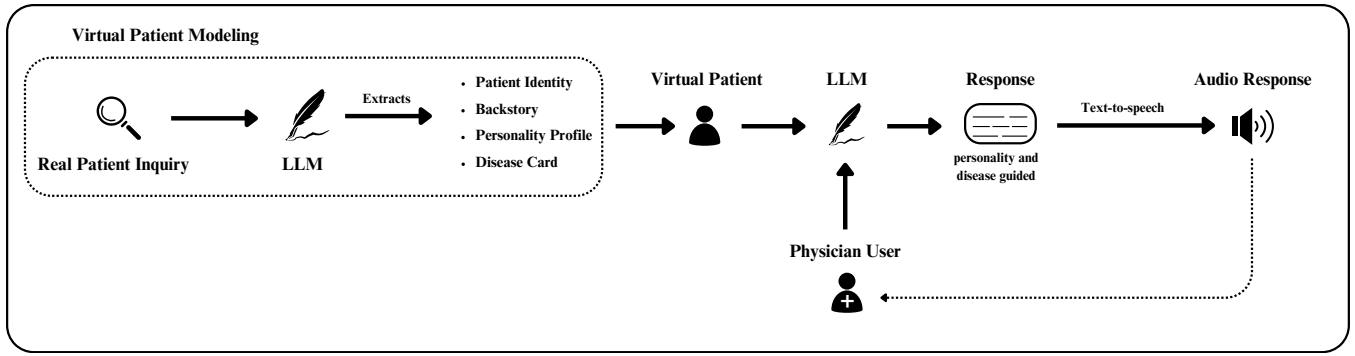 Virtual Patient Modeling
Real Patient Inquiry
LLM
Extracts
• Patient Identity
• Backstory
• Personality Profile
• Disease Card
Virtual Patient
LLM
Response
personality and
disease guided
Text-to-speech
Audio Response
Physician User